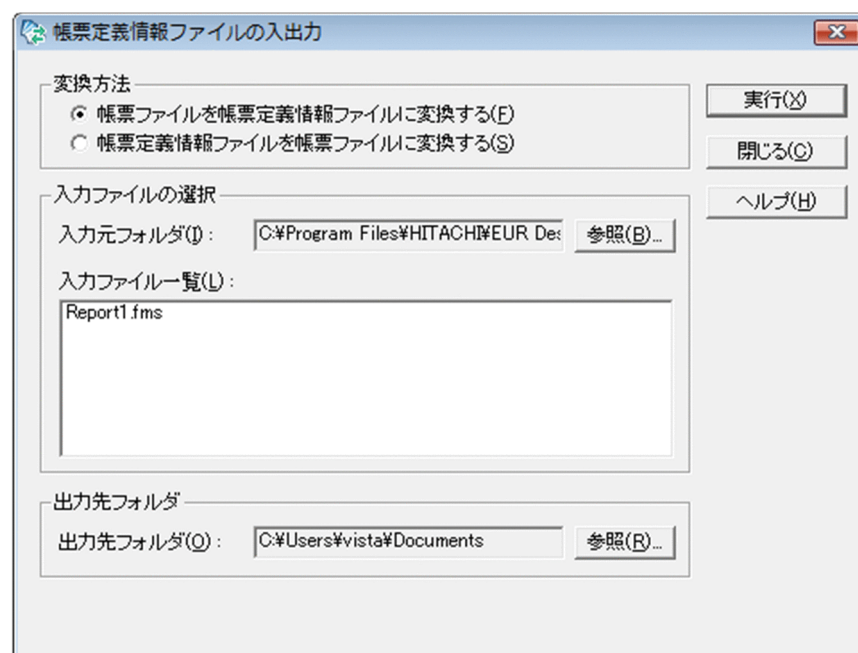 帳票定義情報ファイルの入出力
変換方法
帳票ファイルを帳票定義情報ファイルに変換する(F)
帳票定義情報ファイルを帳票ファイルに変換する(S)
実行(X)
閉じる(C)
ヘルプ(H)
入力ファイルの選択
入力元フォルダ(I): C:¥Program Files¥HITACHI¥EUR Des 参照(B)...
入力ファイル一覧(L):
Report1.fms
出力先フォルダ
出力先フォルダ(O): C:¥Users¥vista¥Documents 参照(R)...